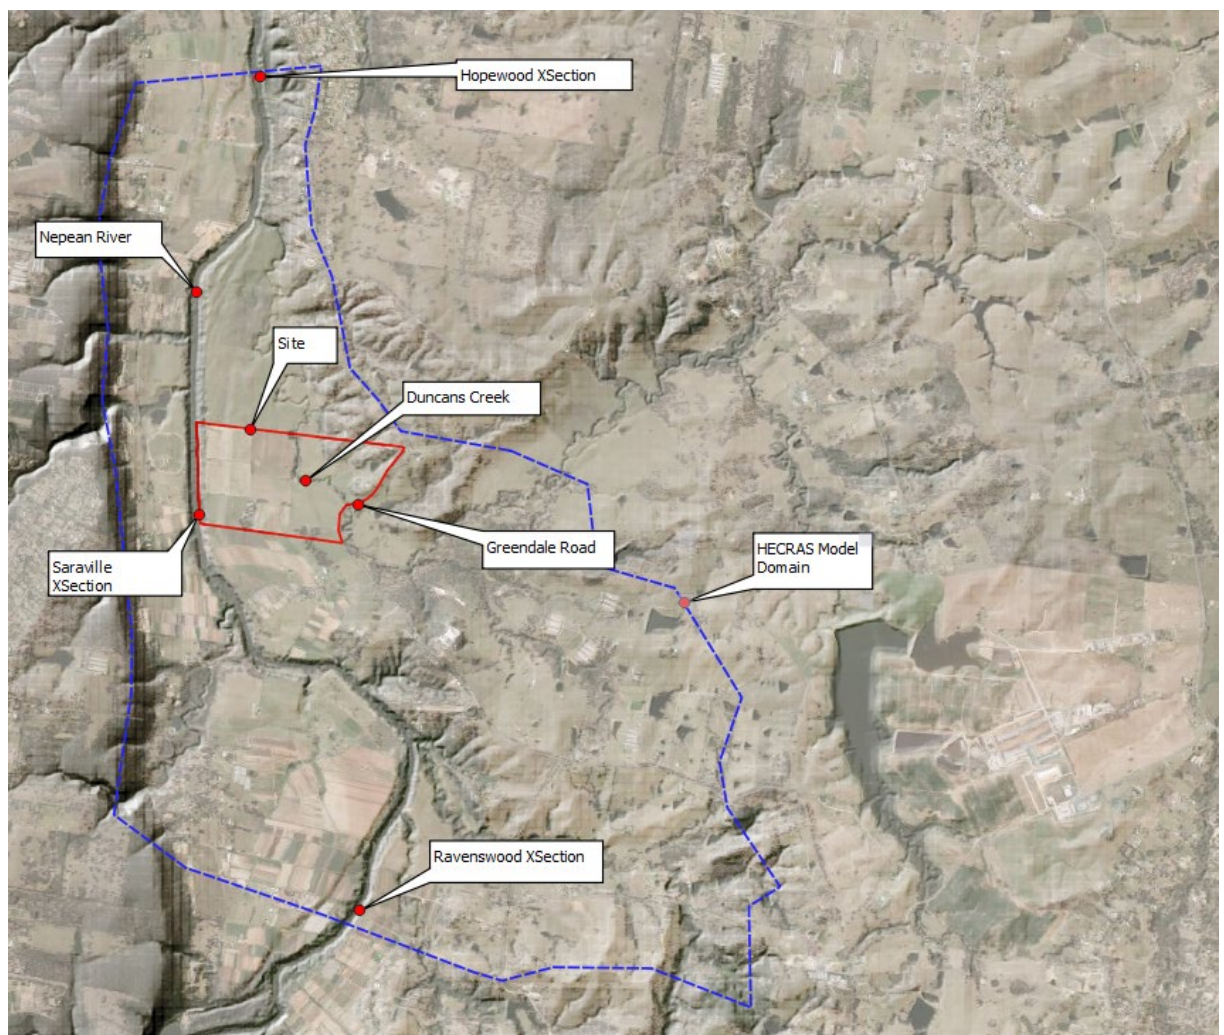 Hopewood XSection
Nepean River
Site
Duncans Creek
Greendale Road
HECRAS Model
Domain
Saraville
XSection
Ravenswood XSection